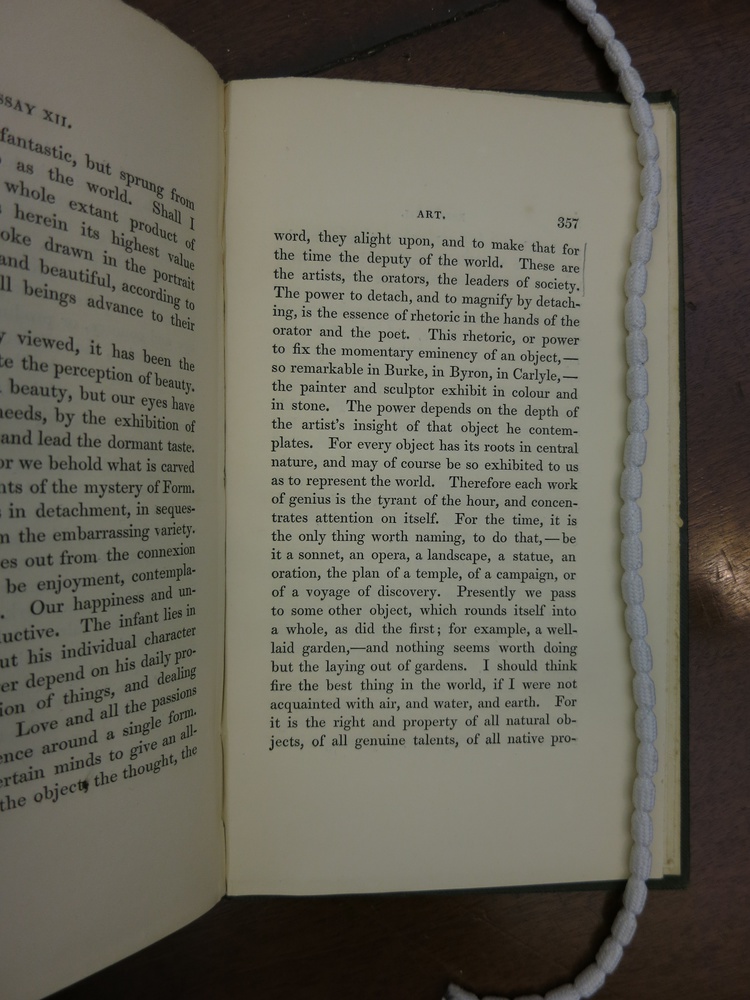 SSAY XII.
fantastic, but sprung from
as the world. Shall I
whole extant product of
herein its highest value
oke drawn in the portrait
and beautiful, according to
ll beings advance to their
viewed, it has been the
te the perception of beauty.
beauty, but our eyes have
needs, by the exhibition of
and lead the dormant taste.
or we behold what is carved
nts of the mystery of Form.
in detachment, in seques-
n the embarrassing variety.
es out from the connexion
be enjoyment, contempla-
. Our happiness and un-
uctive. The infant lies in
ut his individual character
er depend on his daily pro-
ion of things, and dealing
Love and all the passions
ence around a single form.
ertain minds to give an all-
the object, the thought, the
ART.
357
word, they alight upon, and to make that for
the time the deputy of the world. These are
the artists, the orators, the leaders of society.
The power to detach, and to magnify by detach-
ing, is the essence of rhetoric in the hands of the
orator and the poet. This rhetoric, or power
to fix the momentary eminency of an object,—
so remarkable in Burke, in Byron, in Carlyle,—
the painter and sculptor exhibit in colour and
in stone. The power depends on the depth of
the artist's insight of that object he contem-
plates. For every object has its roots in central
nature, and may of course be so exhibited to us
as to represent the world. Therefore each work
of genius is the tyrant of the hour, and concen-
trates attention on itself. For the time, it is
the only thing worth naming, to do that,—be
it a sonnet, an opera, a landscape, a statue, an
oration, the plan of a temple, of a campaign, or
of a voyage of discovery. Presently we pass
to some other object, which rounds itself into
a whole, as did the first; for example, a well-
laid garden,—and nothing seems worth doing
but the laying out of gardens. I should think
fire the best thing in the world, if I were not
acquainted with air, and water, and earth. For
it is the right and property of all natural ob-
jects, of all genuine talents, of all native pro-